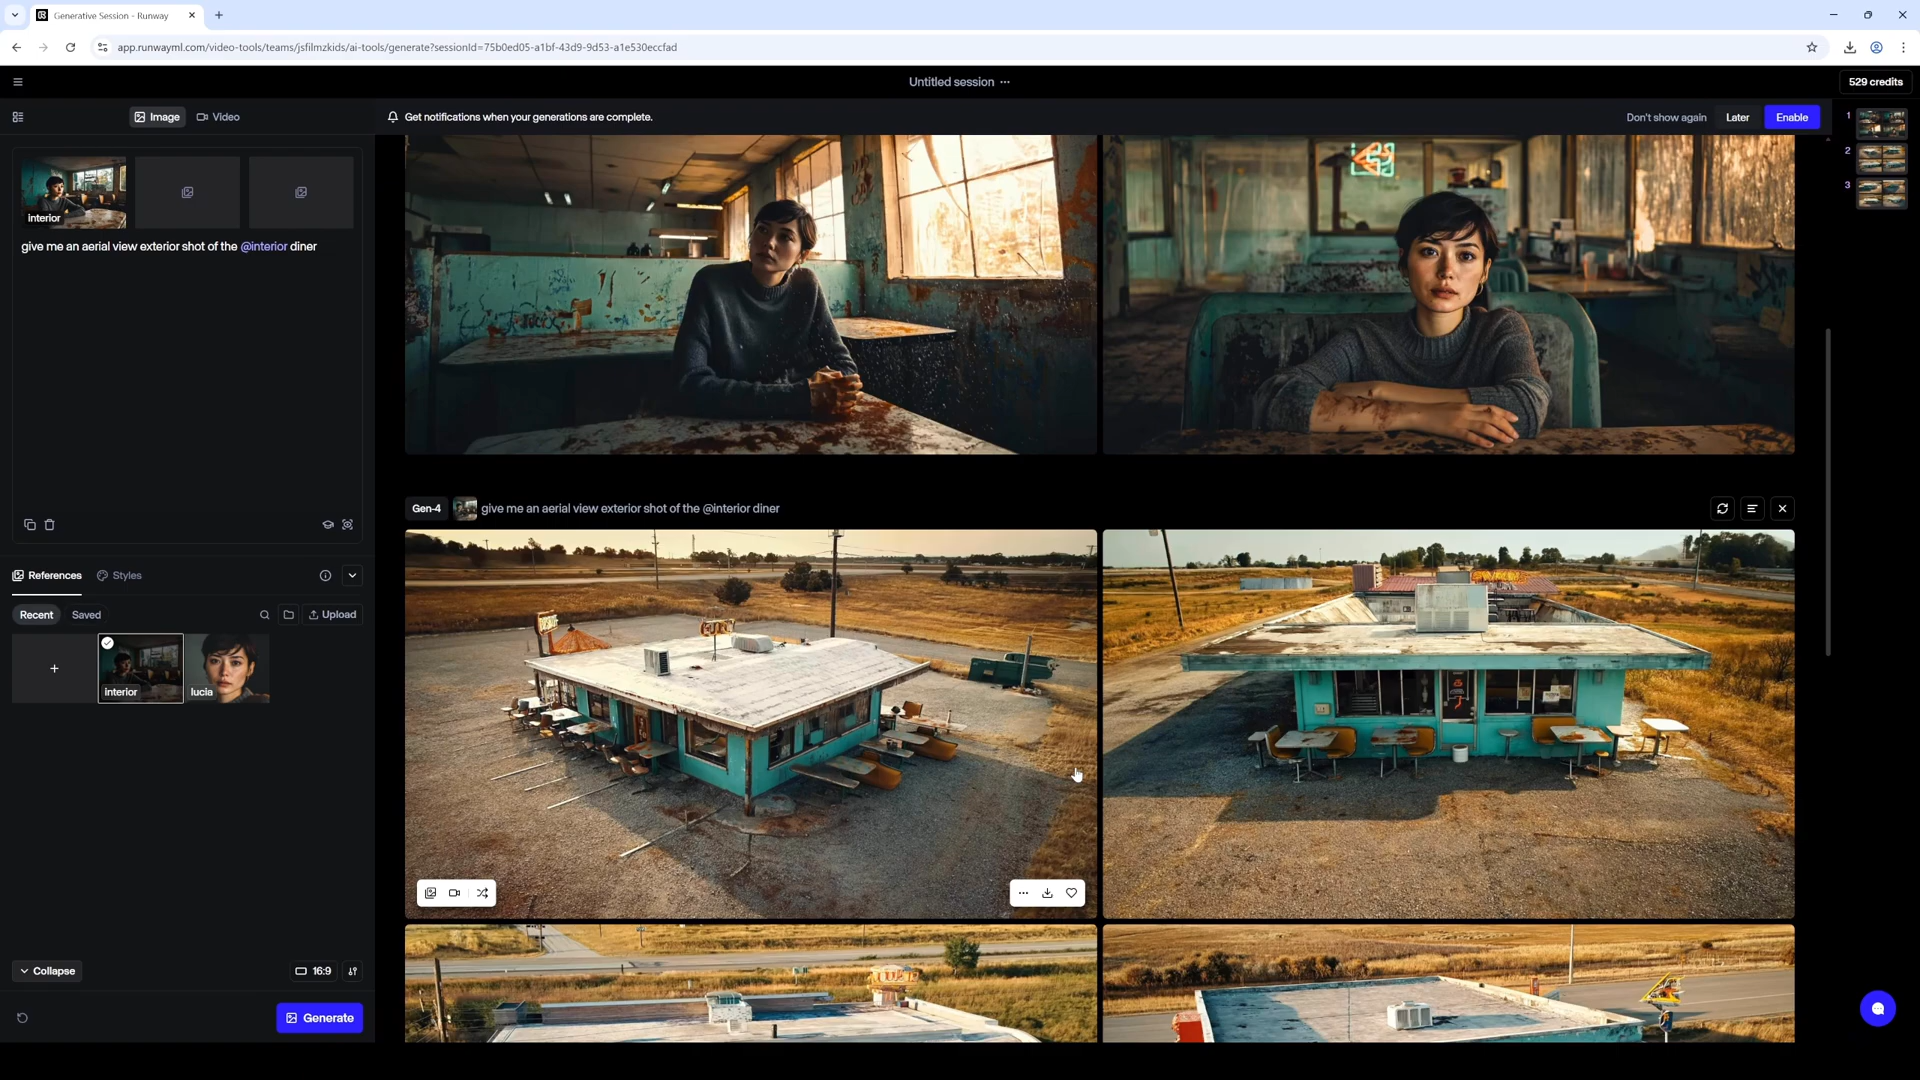 Generative Session - Runway
app.runwayml.com/video-tools/teams/jsfilmzkids/ai-tools/generate?sessionId=75b0ed05-a1bf-43d9-9d53-a1e530eccfad
Untitled session
529 credits
Image
Video
Get notifications when your generations are complete.
Don't show again
Later
Enable
1
2
3
interior
give me an aerial view exterior shot of the @interior diner
Gen-4
give me an aerial view exterior shot of the @interior diner
References
Styles
Recent
Saved
Upload
interior
lucia
Collapse
16:9
Generate